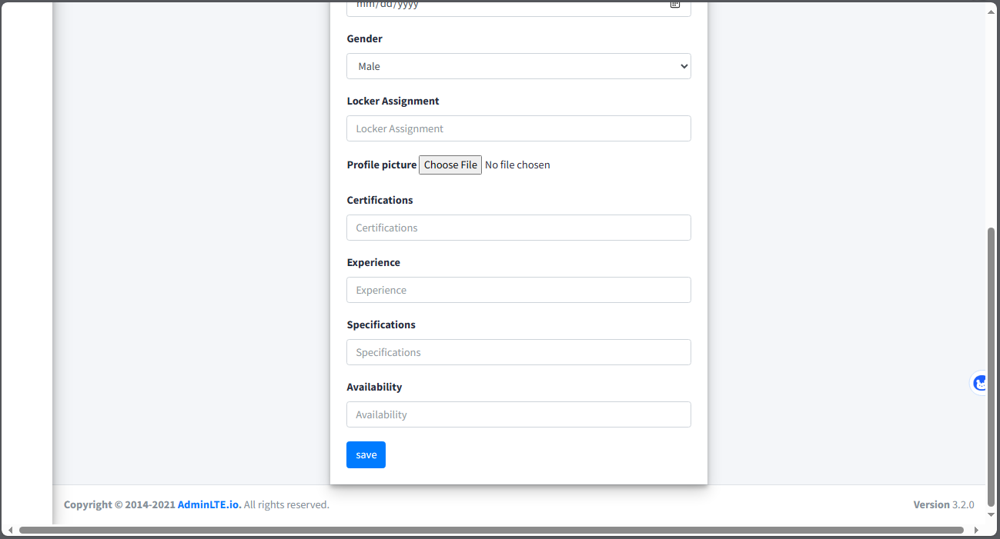 mm/dd/yyyy
Gender
Male
Locker Assignment
Locker Assignment
Profile picture Choose File No file chosen
Certifications
Certifications
Experience
Experience
Specifications
Specifications
Availability
Availability
save
Copyright © 2014-2021 AdminLTE.io. All rights reserved.
Version 3.2.0